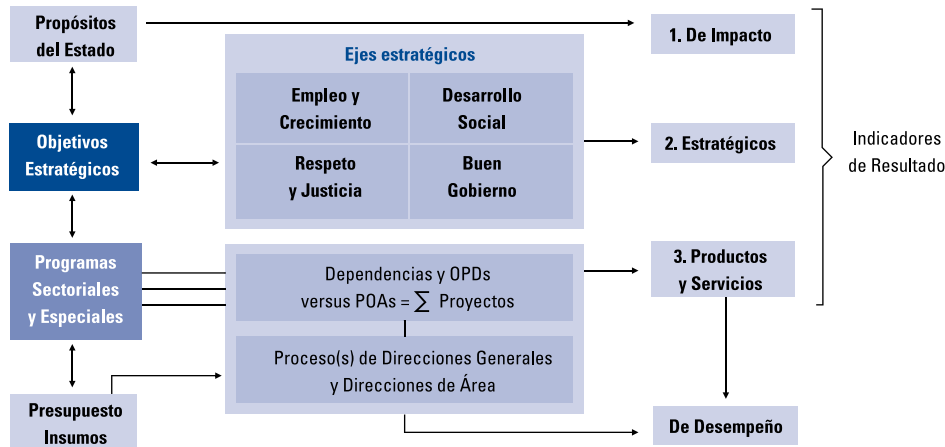 Propósitos
del Estado
1. De Impacto
Ejes estratégicos
Empleo y
Crecimiento
Desarrollo
Social
Respeto
y Justicia
Buen
Gobierno
Objetivos
Estratégicos
2. Estratégicos
Indicadores
de Resultado
Programas
Sectoriales
y Especiales
Dependencias y OPDs
versus POAs = ∑ Proyectos
3. Productos
y Servicios
Proceso(s) de Direcciones Generales
y Direcciones de Área
Presupuesto
Insumos
De Desempeño